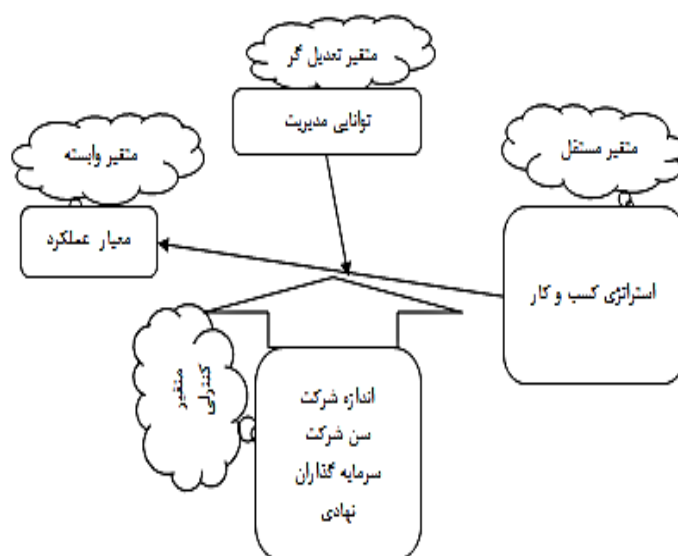 متغیر تعدیل گر
توانایی مدیریت
متغیر مستقل
استراتژی کسب و کار
متغیر وابسته
معیار عملکرد
متغیر
کنترلی
اندازه شرکت
سن شرکت
سرمایه گذاران
نهادی